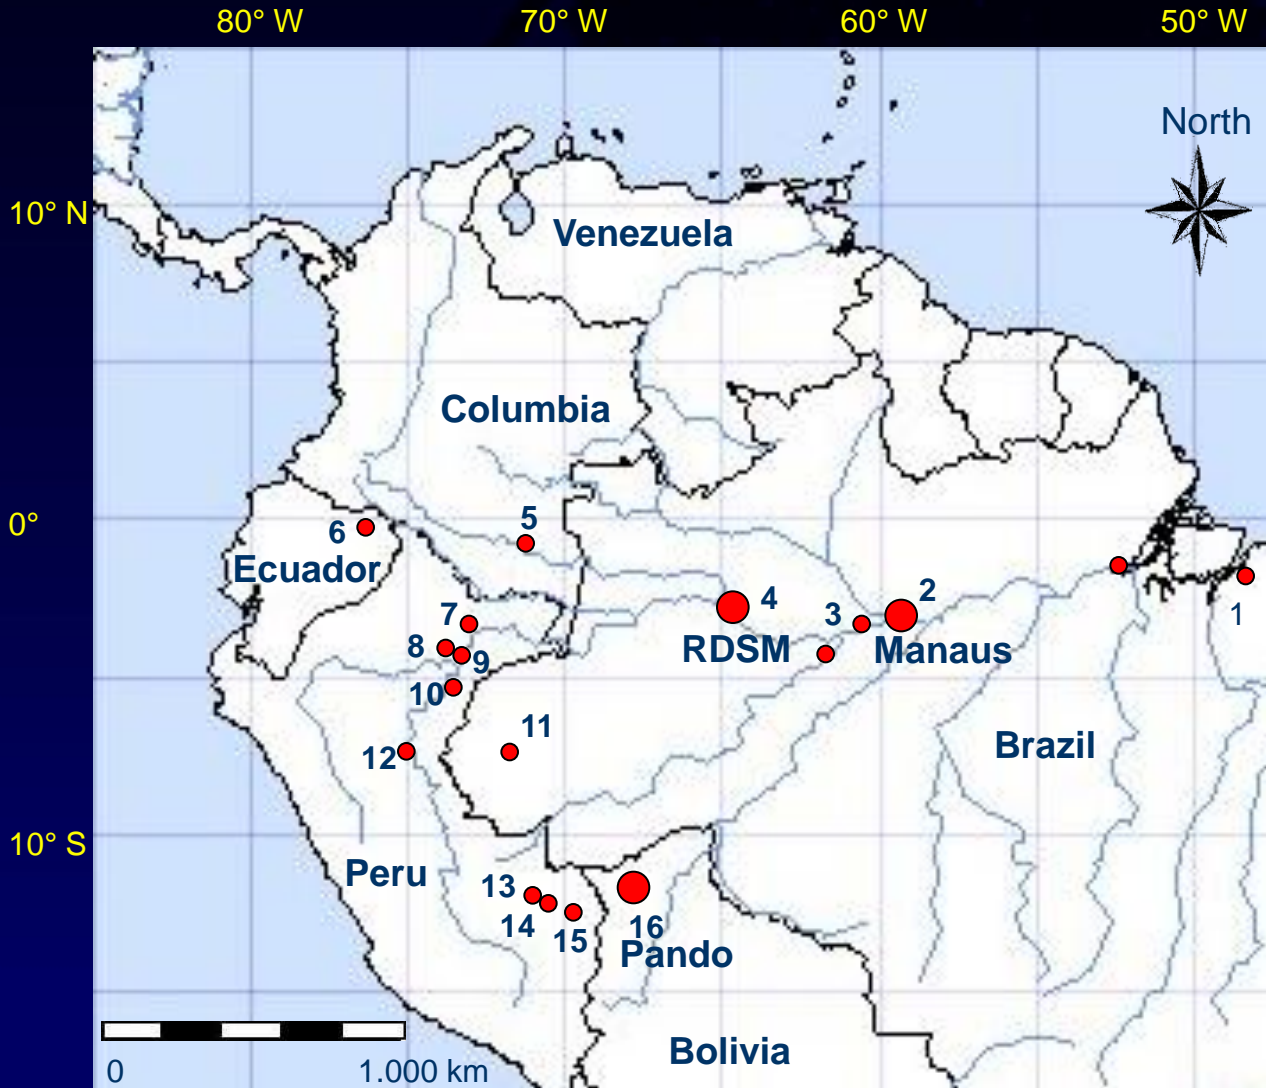 80° W
70° W
60° W
50° W
North
10° N
Venezuela
Columbia
0°
5
6
Ecuador
2
4
3
1
7
RDSM
Manaus
8
9
10
11
Brazil
12
10° S
Peru
13
14
15
16
Pando
Bolivia
0
1.000 km